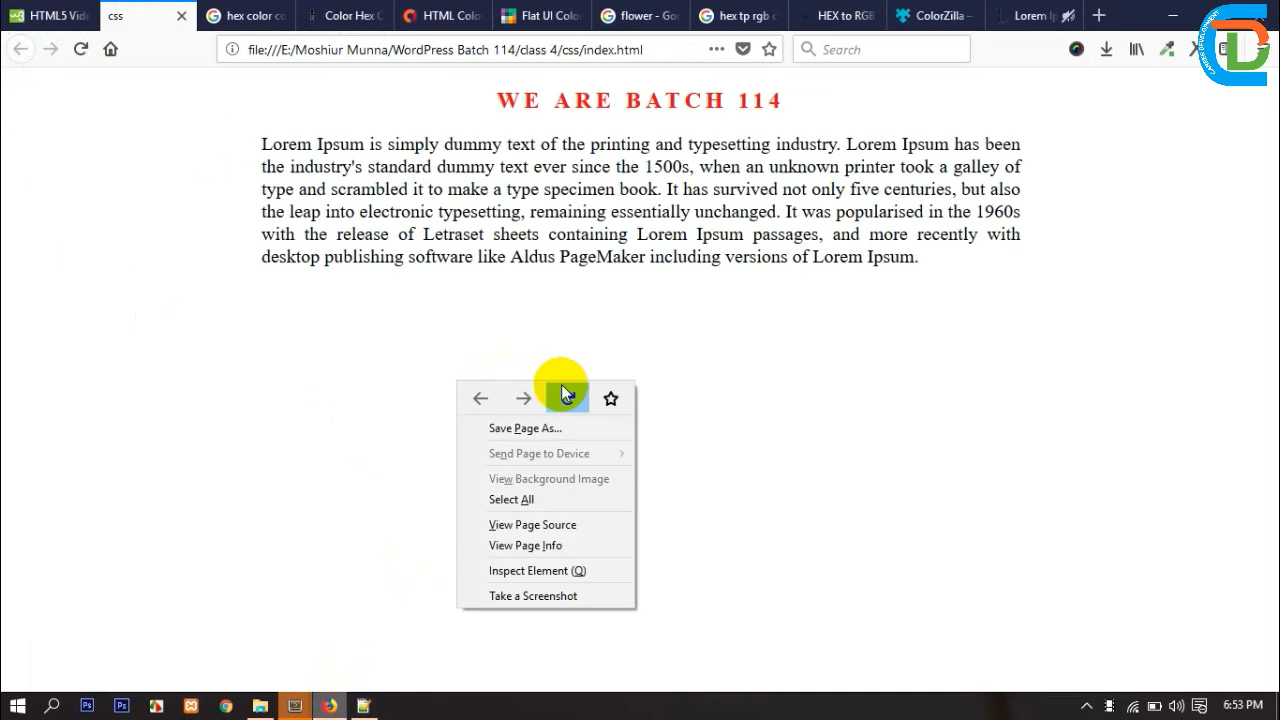 HTML5 Vide
css
hex color co
Color Hex C
HTML Colo
Flat UI Color
flower - Goo
hex tp rgb c
HEX to RGB
ColorZilla –
Lorem Ip
file:///E:/Moshiur Munna/WordPress Batch 114/class 4/css/index.html
Search
WE ARE BATCH 114
Lorem Ipsum is simply dummy text of the printing and typesetting industry. Lorem Ipsum has been
the industry's standard dummy text ever since the 1500s, when an unknown printer took a galley of
type and scrambled it to make a type specimen book. It has survived not only five centuries, but also
the leap into electronic typesetting, remaining essentially unchanged. It was popularised in the 1960s
with the release of Letraset sheets containing Lorem Ipsum passages, and more recently with
desktop publishing software like Aldus PageMaker including versions of Lorem Ipsum.
Save Page As...
Send Page to Device
View Background Image
Select All
View Page Source
View Page Info
Inspect Element (Q)
Take a Screenshot
6:53 PM